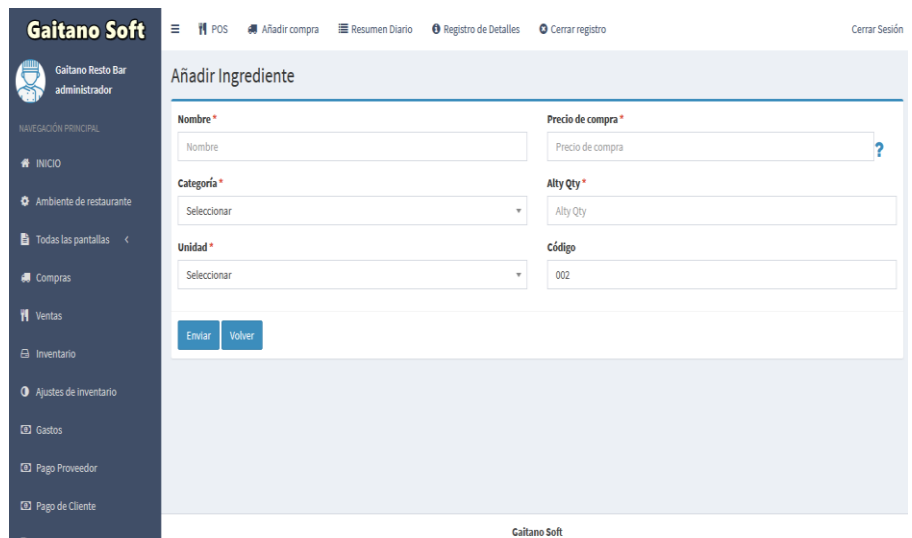 Gaitano Soft
POS
Añadir compra
Resumen Diario
Registro de Detalles
Cerrar registro
Cerrar Sesión
Gaitano Resto Bar
administrador
NAVEGACIÓN PRINCIPAL
INICIO
Ambiente de restaurante
Todas las pantallas
Compras
Ventas
Inventario
Ajustes de inventario
Gastos
Pago Proveedor
Pago de Cliente
Añadir Ingrediente
Nombre *
Nombre
Precio de compra *
Precio de compra
?
Categoría *
Seleccionar
Alty Qty *
Alty Qty
Unidad *
Seleccionar
Código
002
Enviar
Volver
Gaitano Soft